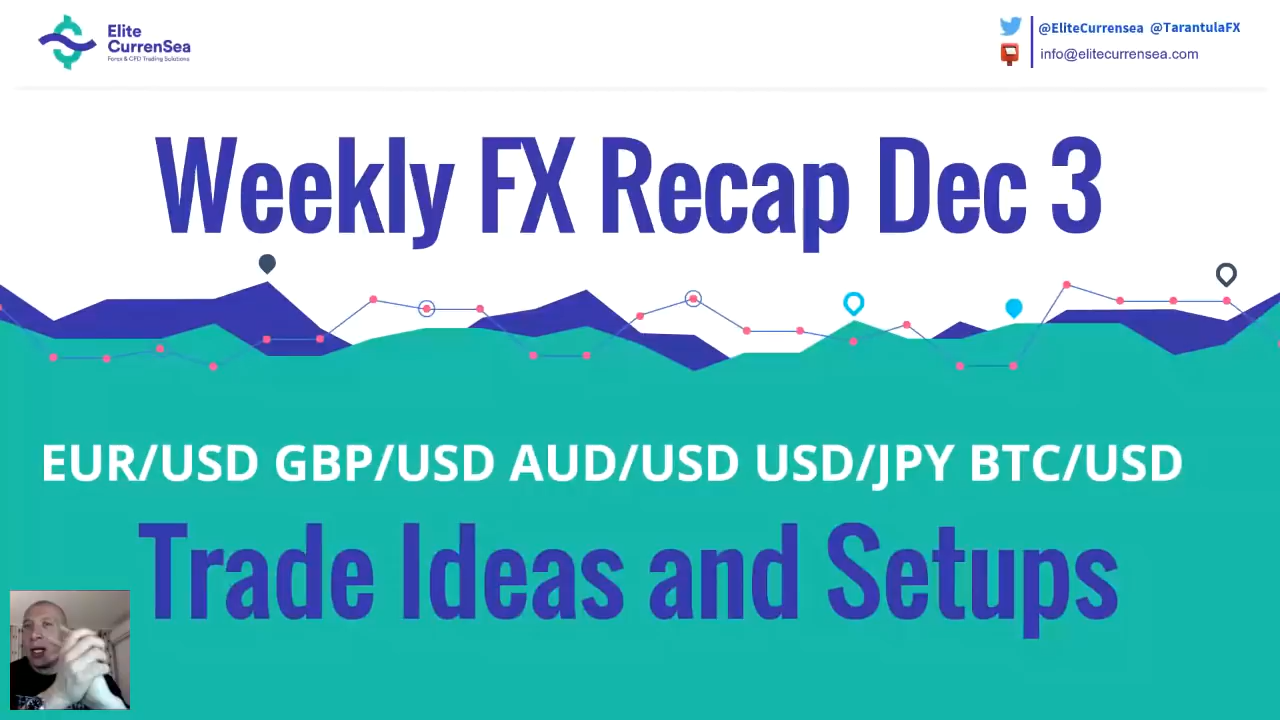 Elite
CurrenSea
Forex & CFD Trading Solutions
@EliteCurrensea @TarantulaFX
info@elitecurrensea.com
Weekly FX Recap Dec 3
EUR/USD GBP/USD AUD/USD USD/JPY BTC/USD
Trade Ideas and Setups